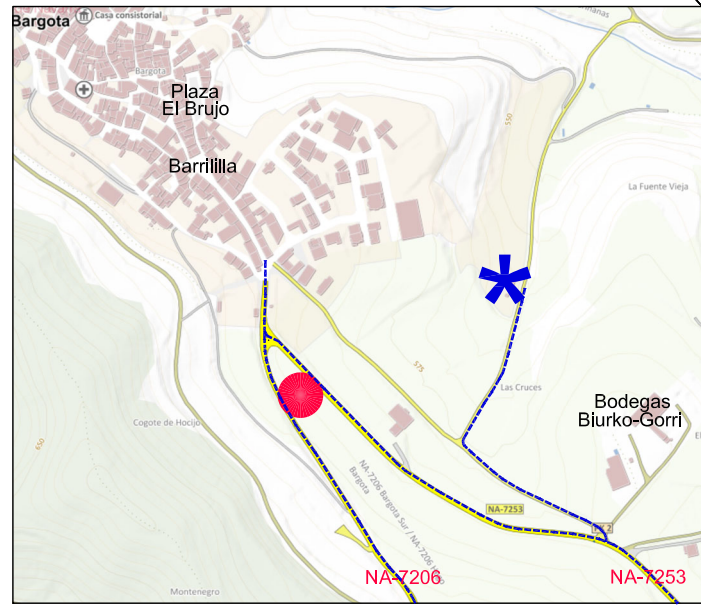 Bargota
Casa consistorial
Bargota
Plaza
El Brujo
Barrililla
550
La Fuente Vieja
575
Las Cruces
Bodegas
Biurko-Gorri
Cogote de Hocijo
650
NA-7206 Bargota Sur / NA-7206
Bargota
NA-7253
Montenegro
NA-7206
NA-7253